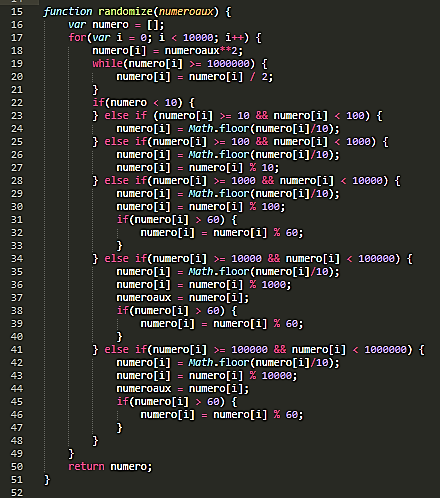 15 function randomize(numeroaux) {
16 var numero = [];
17 for(var i = 0; i < 10000; i++) {
18 numero[i] = numeroaux**2;
19 while(numero[i] >= 1000000) {
20 numero[i] = numero[i] / 2;
21 }
22 if(numero < 10) {
23 } else if (numero[i] >= 10 && numero[i] < 100) {
24 numero[i] = Math.floor(numero[i]/10);
25 } else if(numero[i] >= 100 && numero[i] < 1000) {
26 numero[i] = Math.floor(numero[i]/10);
27 numero[i] = numero[i] % 10;
28 } else if(numero[i] >= 1000 && numero[i] < 10000) {
29 numero[i] = Math.floor(numero[i]/10);
30 numero[i] = numero[i] % 100;
31 if(numero[i] > 60) {
32 numero[i] = numero[i] % 60;
33 }
34 } else if(numero[i] >= 10000 && numero[i] < 100000) {
35 numero[i] = Math.floor(numero[i]/10);
36 numero[i] = numero[i] % 1000;
37 numeroaux = numero[i];
38 if(numero[i] > 60) {
39 numero[i] = numero[i] % 60;
40 }
41 } else if(numero[i] >= 100000 && numero[i] < 1000000) {
42 numero[i] = Math.floor(numero[i]/10);
43 numero[i] = numero[i] % 10000;
44 numeroaux = numero[i];
45 if(numero[i] > 60) {
46 numero[i] = numero[i] % 60;
47 }
48 }
49 }
50 return numero;
51 }
52